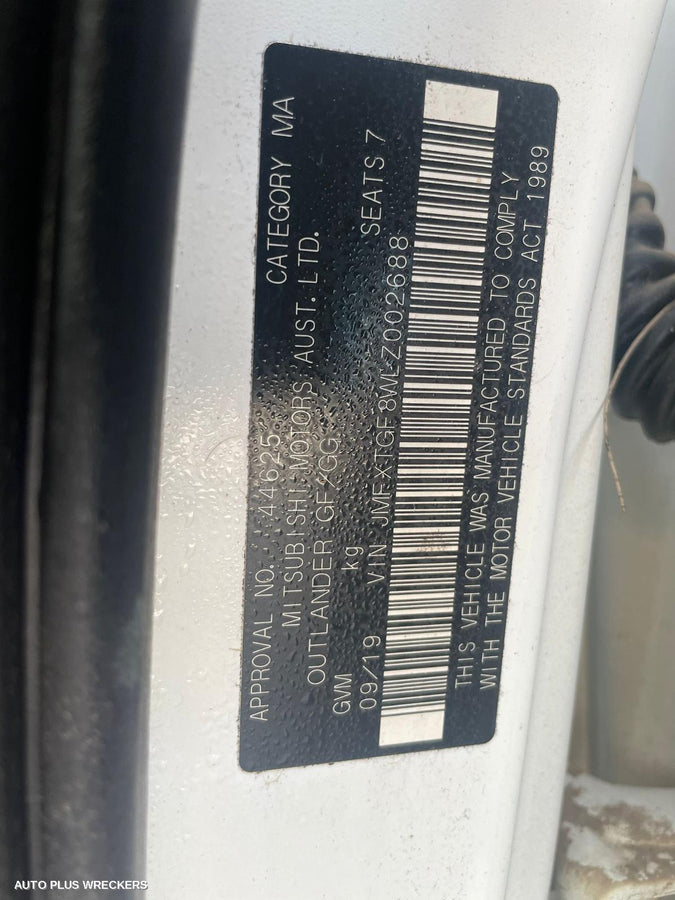 APPROVAL NO. 44625 CATEGORY MA
MITSUBISHI MOTORS AUST. LTD.
OUTLANDER GF/GG
GVM kg
09/19 VIN JMFXTGF8WLZ002688 SEATS 7
THIS VEHICLE WAS MANUFACTURED TO COMPLY
WITH THE MOTOR VEHICLE STANDARDS ACT 1989
AUTO PLUS WRECKERS